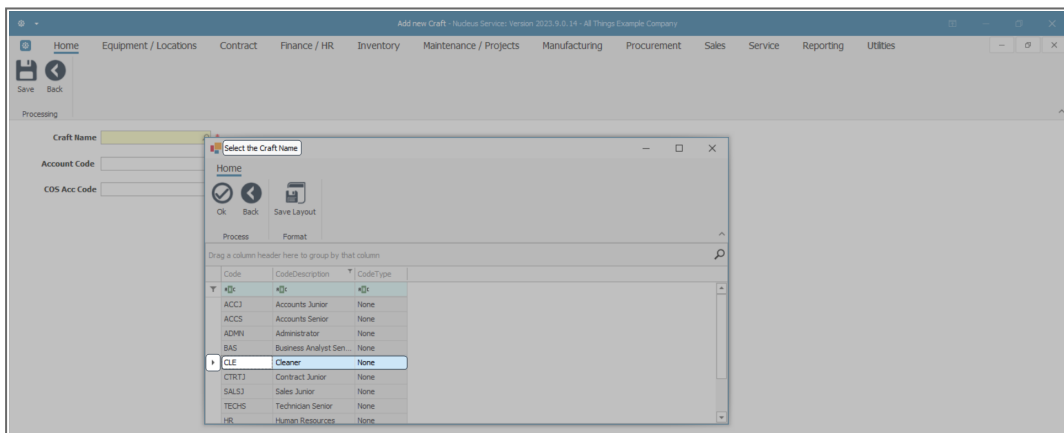 Add new Craft - Nucleus Service: Version 2023.9.0.14 - All Things Example Company
Home Equipment / Locations Contract Finance / HR Inventory Maintenance / Projects Manufacturing Procurement Sales Service Reporting Utilities
Save Back
Processing
Craft Name
Account Code
COS Acc Code
Select the Craft Name
Home
Ok Back Save Layout
Process Format
Drag a column header here to group by that column
Code CodeDescription CodeType
ACCJ Accounts Junior None
ACCS Accounts Senior None
ADMN Administrator None
BAS Business Analyst Sen... None
CLE Cleaner None
CTRTJ Contract Junior None
SALSJ Sales Junior None
TECHS Technician Senior None
HR Human Resources None